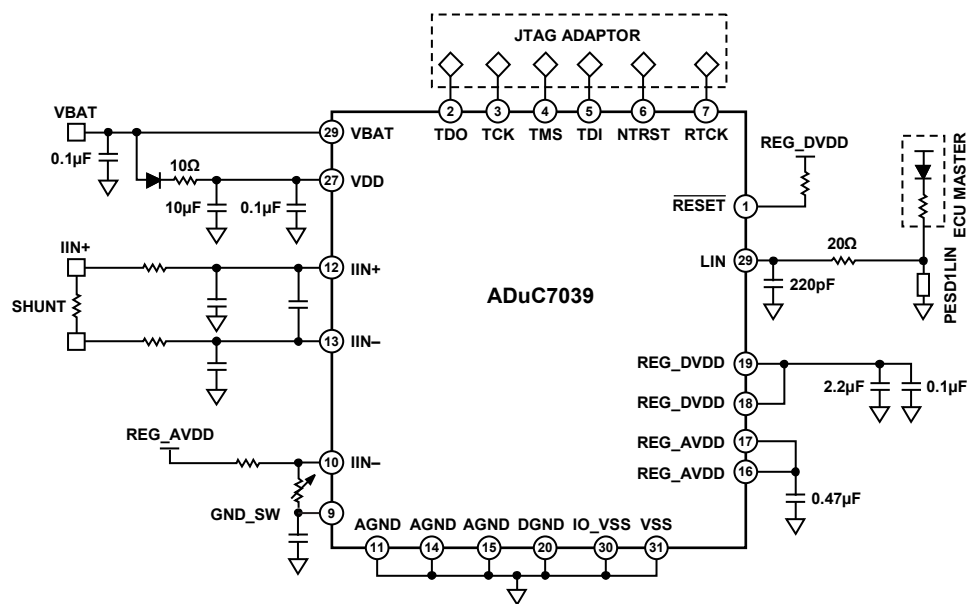 JTAG ADAPTOR
2
3
4
5
6
7
TDO
TCK
TMS
TDI
NTRST
RTCK
VBAT
29
VBAT
0.1µF
10Ω
27
VDD
10µF
0.1µF
REG_DVDD
RESET
1
ECU MASTER
IIN+
12
IIN+
LIN
29
20Ω
220pF
PESD1LIN
ADuC7039
SHUNT
13
IIN–
REG_DVDD
19
2.2µF
0.1µF
REG_DVDD
18
REG_AVDD
17
REG_AVDD
16
0.47µF
REG_AVDD
10
IIN–
GND_SW
9
AGND
AGND
AGND
DGND
IO_VSS
VSS
11
14
15
20
30
31